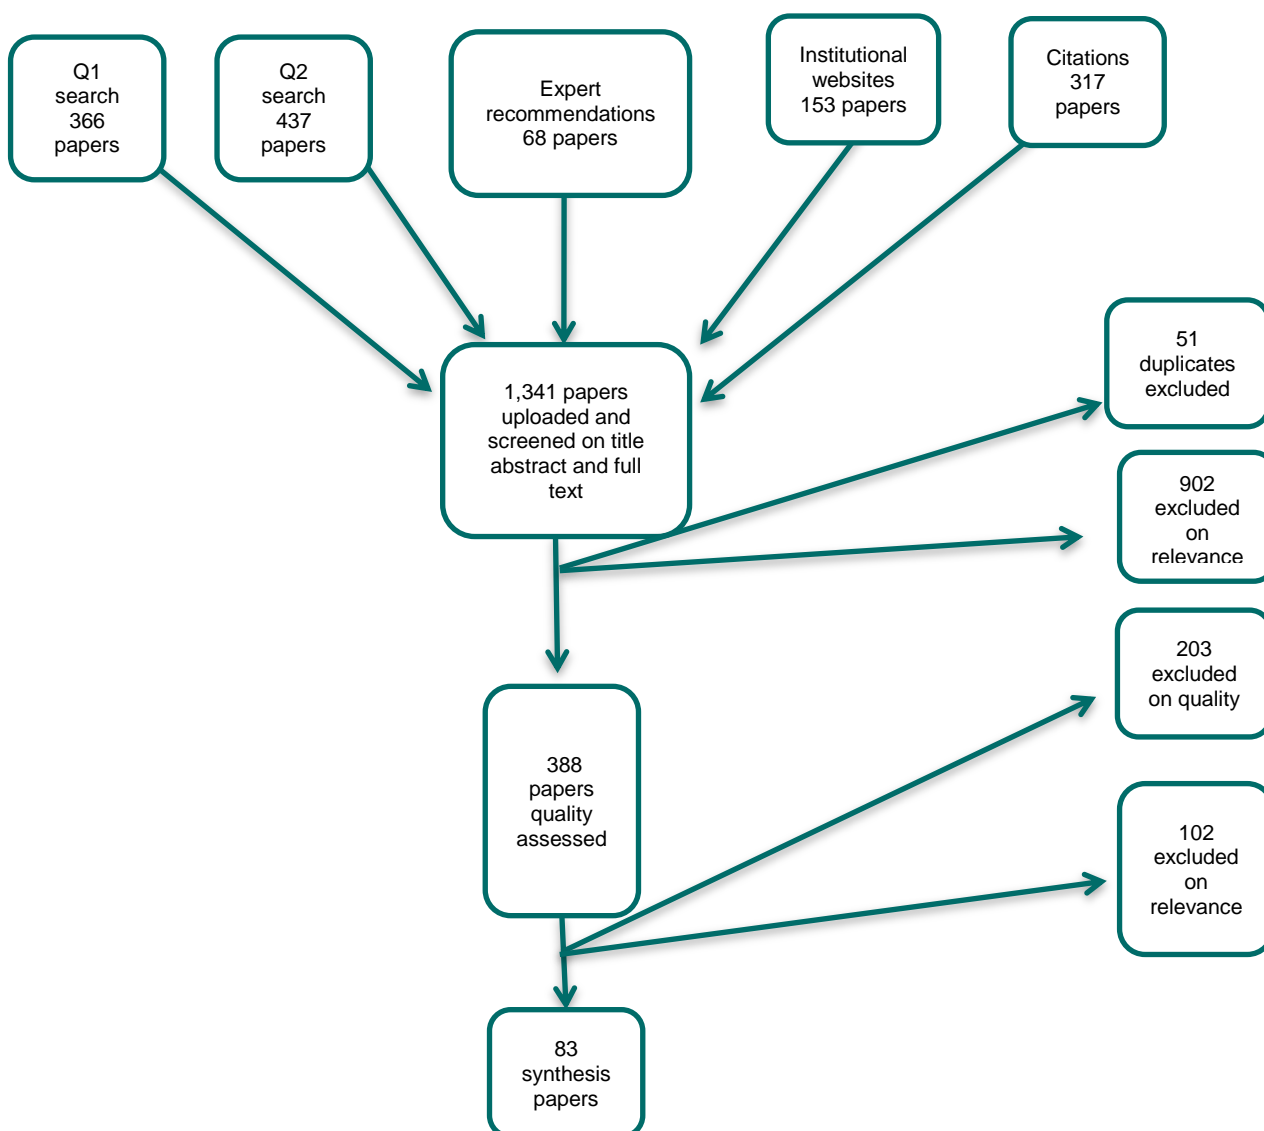 Q1
search
366
papers
Q2
search
437
papers
Expert
recommendations
68 papers
Institutional
websites
153 papers
Citations
317
papers
1,341 papers
uploaded and
screened on title
abstract and full
text
51
duplicates
excluded
902
excluded
on
relevance
388
papers
quality
assessed
203
excluded
on quality
102
excluded
on
relevance
83
synthesis
papers